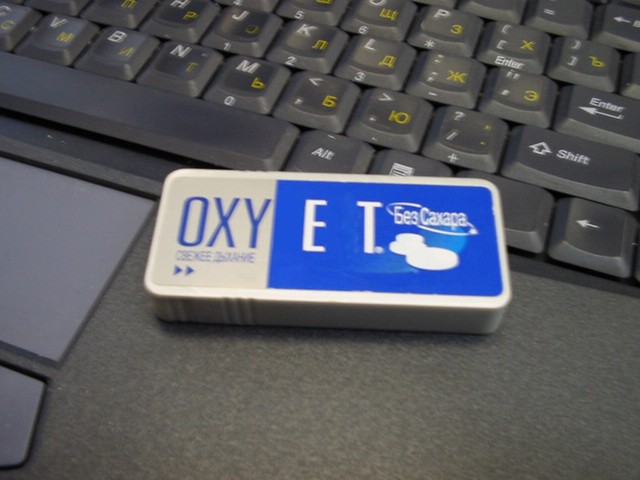 OXY E T.
СВЕЖЕЕ ДЫХАНИЕ
Без Сахара
H Р
J О
K Л
L Д
: Ж
" Э
V М
B И
N Т
M Ь
< Б
> Ю
? /
Enter
Enter
Alt
Shift